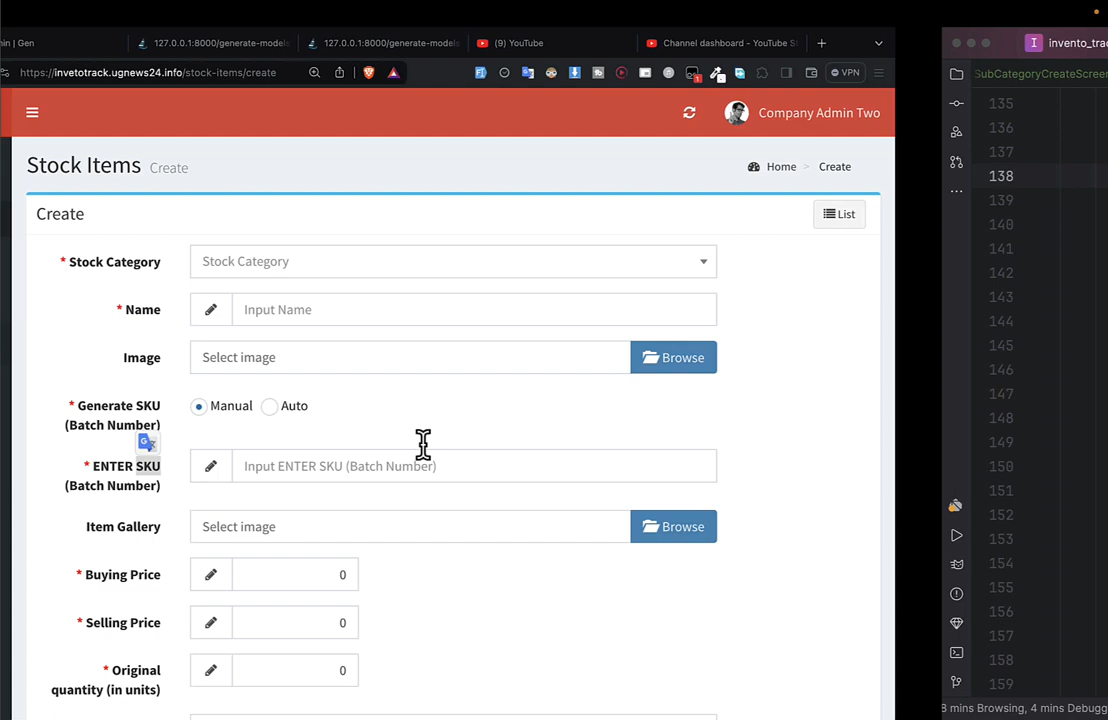 in | Gen
127.0.0.1:8000/generate-models
127.0.0.1:8000/generate-models
(9) YouTube
Channel dashboard - YouTube St
invento_trac
https://invetotrack.ugnews24.info/stock-items/create
1
VPN
SubCategoryCreateScreen
Company Admin Two
Stock Items Create
Home > Create
Create
List
* Stock Category
Stock Category
* Name
Input Name
Image
Select image
Browse
* Generate SKU
(Batch Number)
Manual
Auto
* ENTER SKU
(Batch Number)
Input ENTER SKU (Batch Number)
Item Gallery
Select image
Browse
* Buying Price
0
* Selling Price
0
* Original
quantity (in units)
0
135
136
137
138
139
140
141
142
143
144
145
146
147
148
149
150
151
152
153
154
155
156
157
158
159
8 mins Browsing, 4 mins Debugg